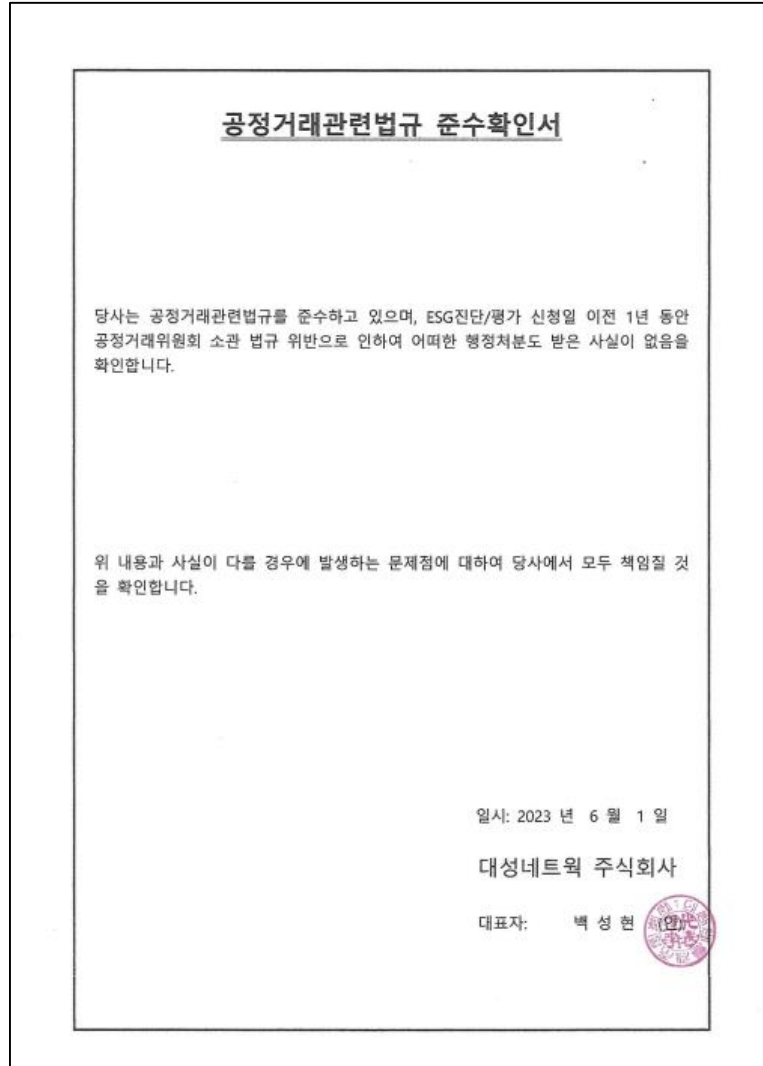 공정거래관련법규 준수확인서
당사는 공정거래관련법규를 준수하고 있으며, ESG진단/평가 신청일 이전 1년 동안
공정거래위원회 소관 법규 위반으로 인하여 어떠한 행정처분도 받은 사실이 없음을
확인합니다.
위 내용과 사실이 다를 경우에 발생하는 문제점에 대하여 당사에서 모두 책임질 것
을 확인합니다.
일시: 2023 년 6 월 1 일
대성네트웍 주식회사
대표자: 백 성 현 (인)